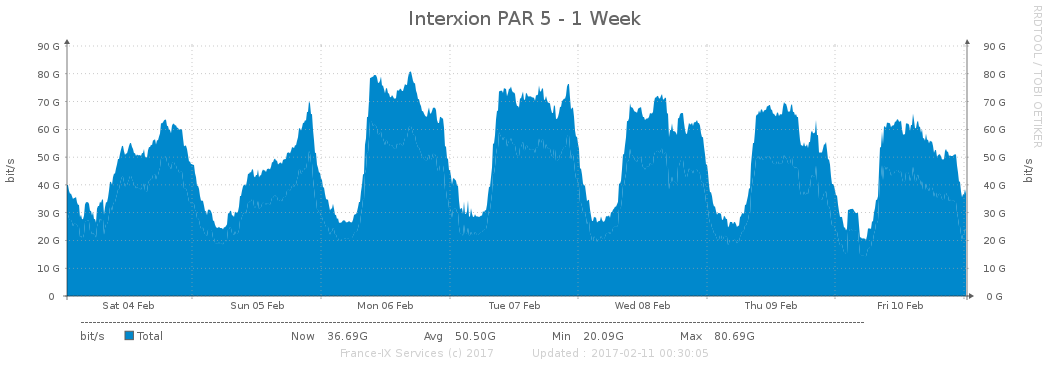 Interxion PAR 5 - 1 Week
RRDTOOL / TOBI OETIKER
90 G 90 G
80 G 80 G
70 G 70 G
60 G 60 G
50 G 50 G
40 G 40 G
30 G 30 G
20 G 20 G
10 G 10 G
0 0 G
bit/s
bit/s
Sat 04 Feb Sun 05 Feb Mon 06 Feb Tue 07 Feb Wed 08 Feb Thu 09 Feb Fri 10 Feb
bit/s Total Now 36.69G Avg 50.50G Min 20.09G Max 80.69G
France-IX Services (c) 2017 Updated : 2017-02-11 00:30:05